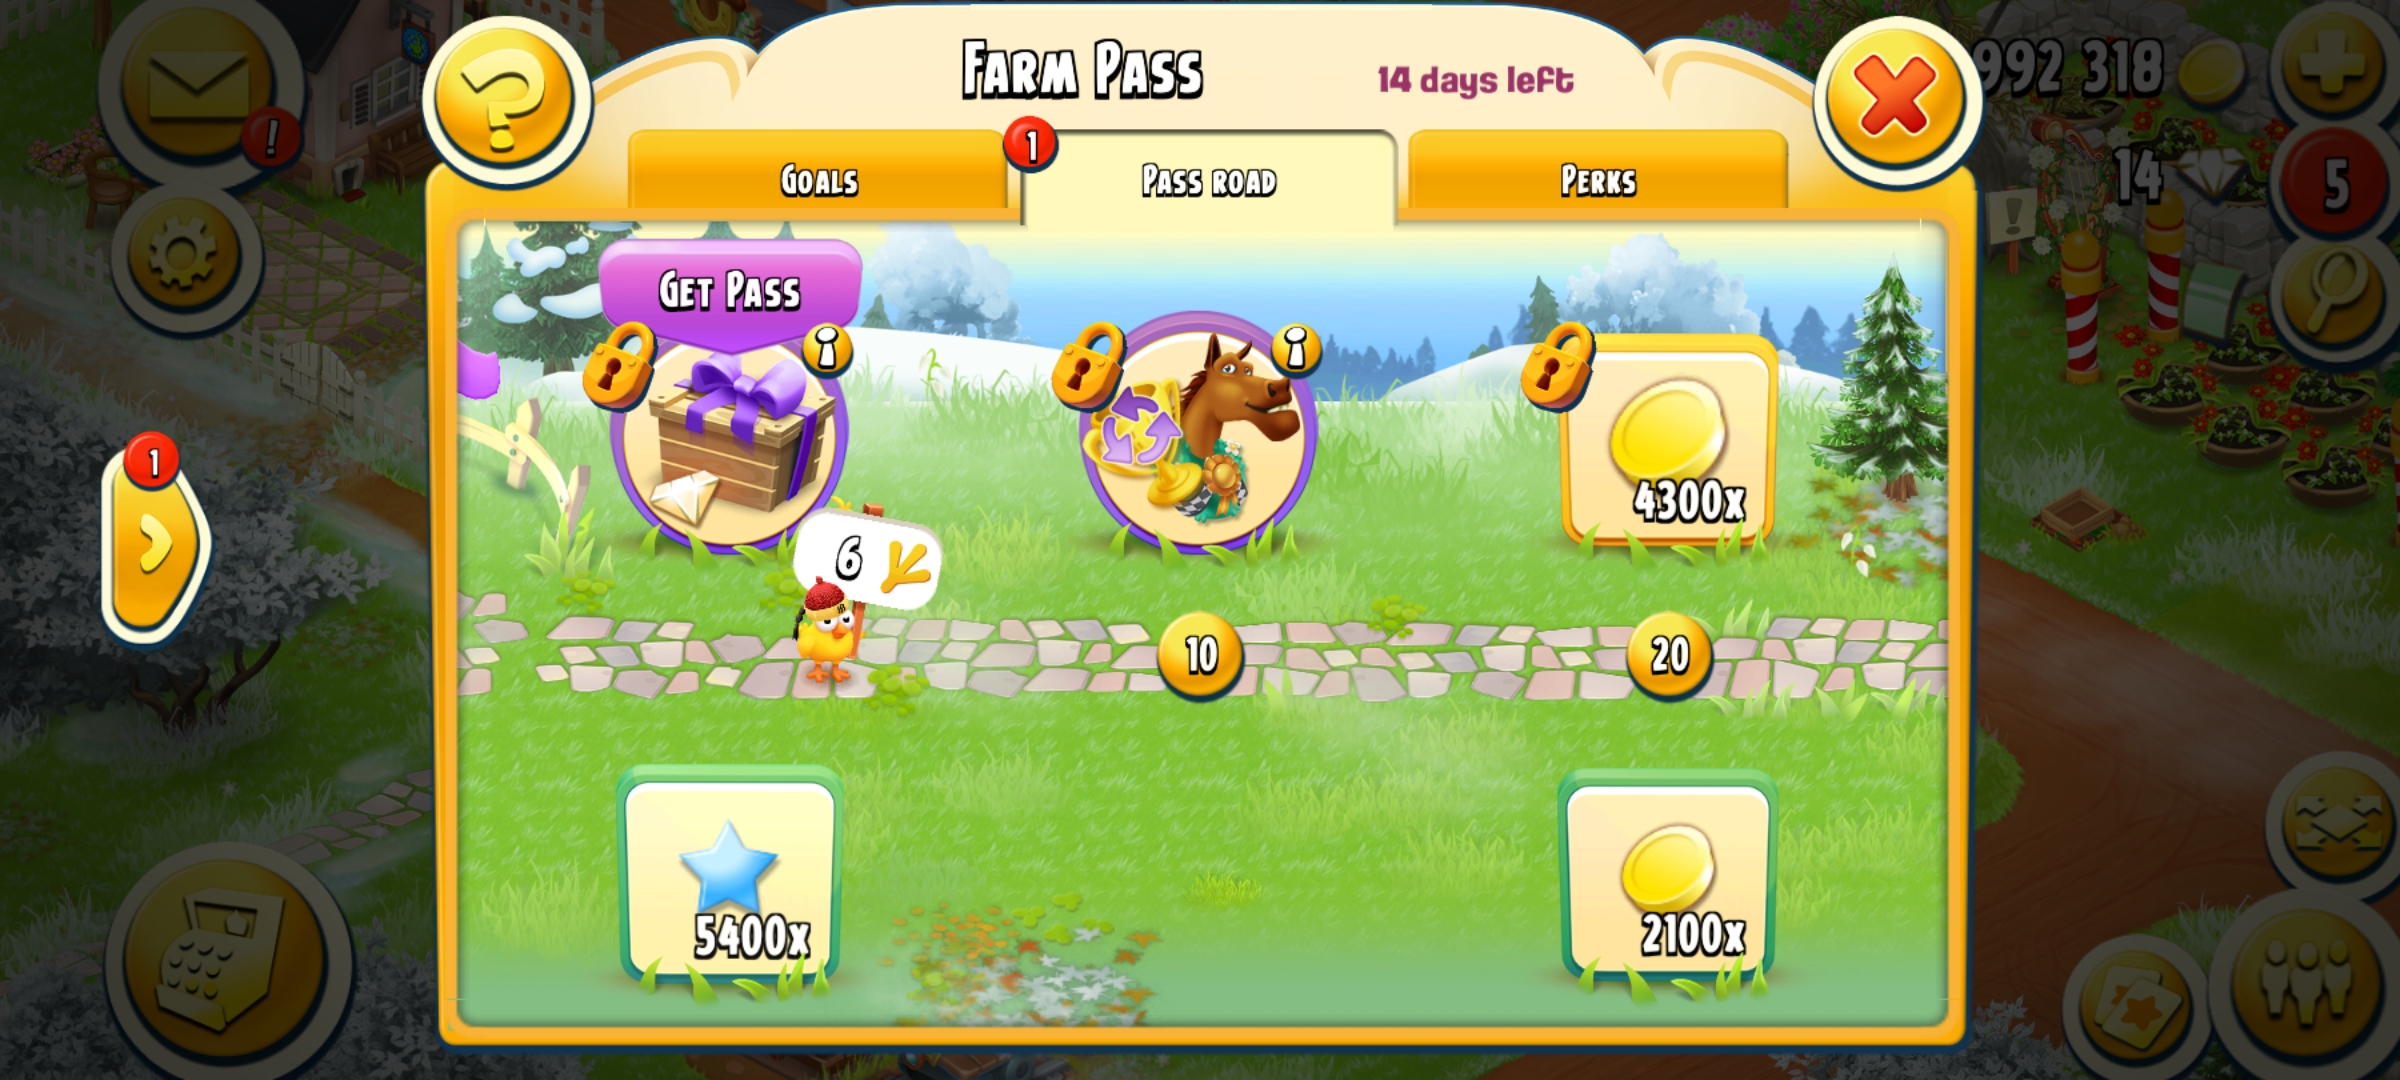 FARM PASS
14 days left
992 318
1
GOALS
PASS ROAD
PERKS
14
5
GET PASS
4300x
1
6
10
20
5400x
2100x